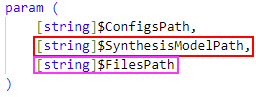 param (
[string]$ConfigsPath,
[string]$SynthesisModelPath,
[string]$FilesPath
)